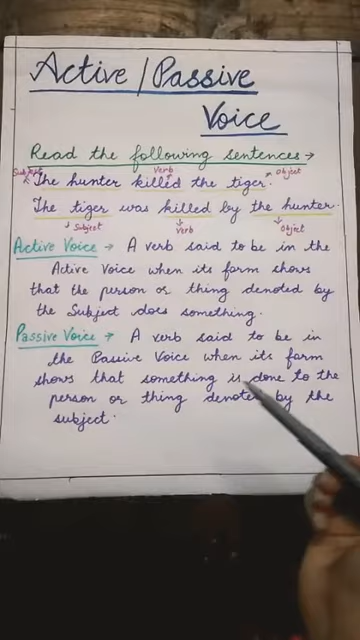 Active/Passive
Voice
Read the following sentences →
Subject Verb Object
The hunter killed the tiger.
The tiger was killed by the hunter.
Subject Verb Object
Active Voice → A verb said to be in the
Active Voice when its form shows
that the person or thing denoted by
the Subject does something.
Passive Voice → A verb said to be in
the Passive Voice when its form
shows that something is done to the
person or thing denoted by the
subject.